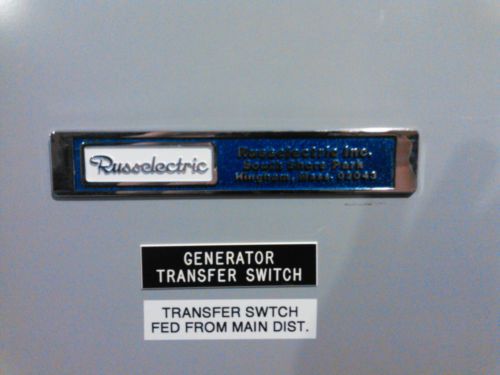 Russelectric
Russelectric Inc.
South Shore Park
Hingham, Mass. 02043
GENERATOR
TRANSFER SWITCH
TRANSFER SWTCH
FED FROM MAIN DIST.